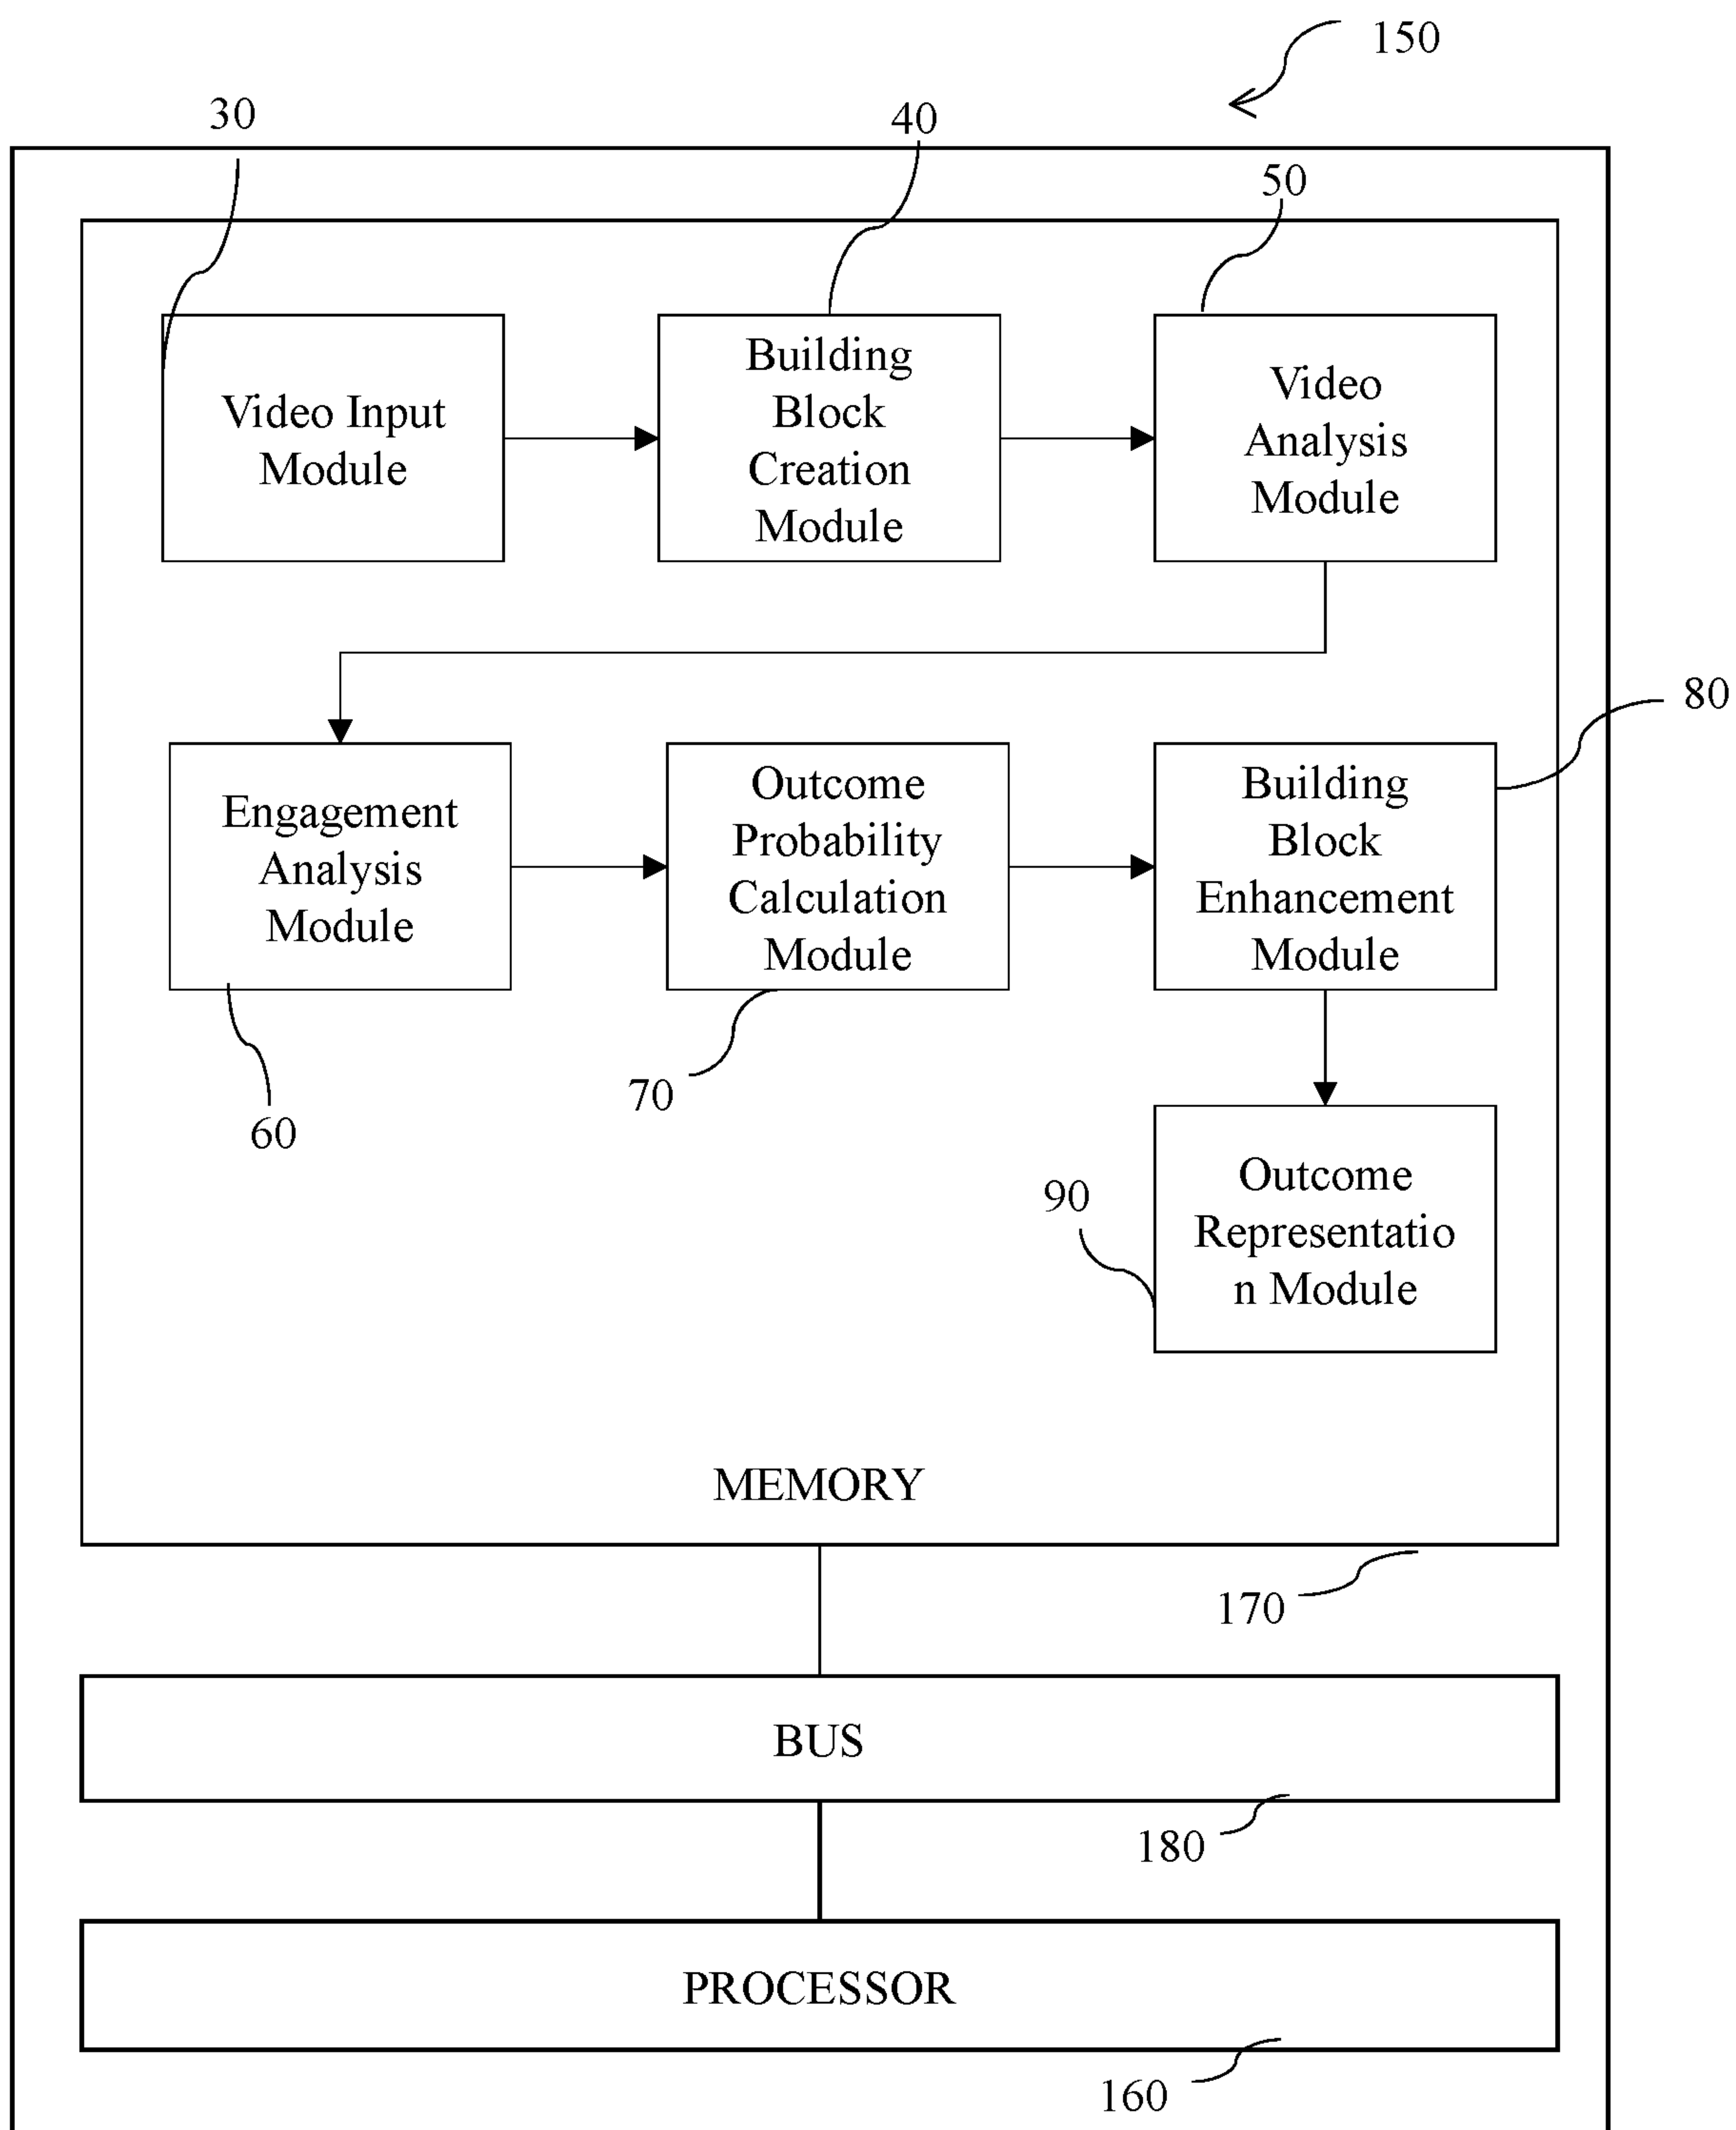 150
30
40
50
Video Input
Module
Building
Block
Creation
Module
Video
Analysis
Module
80
Engagement
Analysis
Module
Outcome
Probability
Calculation
Module
Building
Block
Enhancement
Module
60
70
90
Outcome
Representatio
n Module
MEMORY
170
BUS
180
PROCESSOR
160